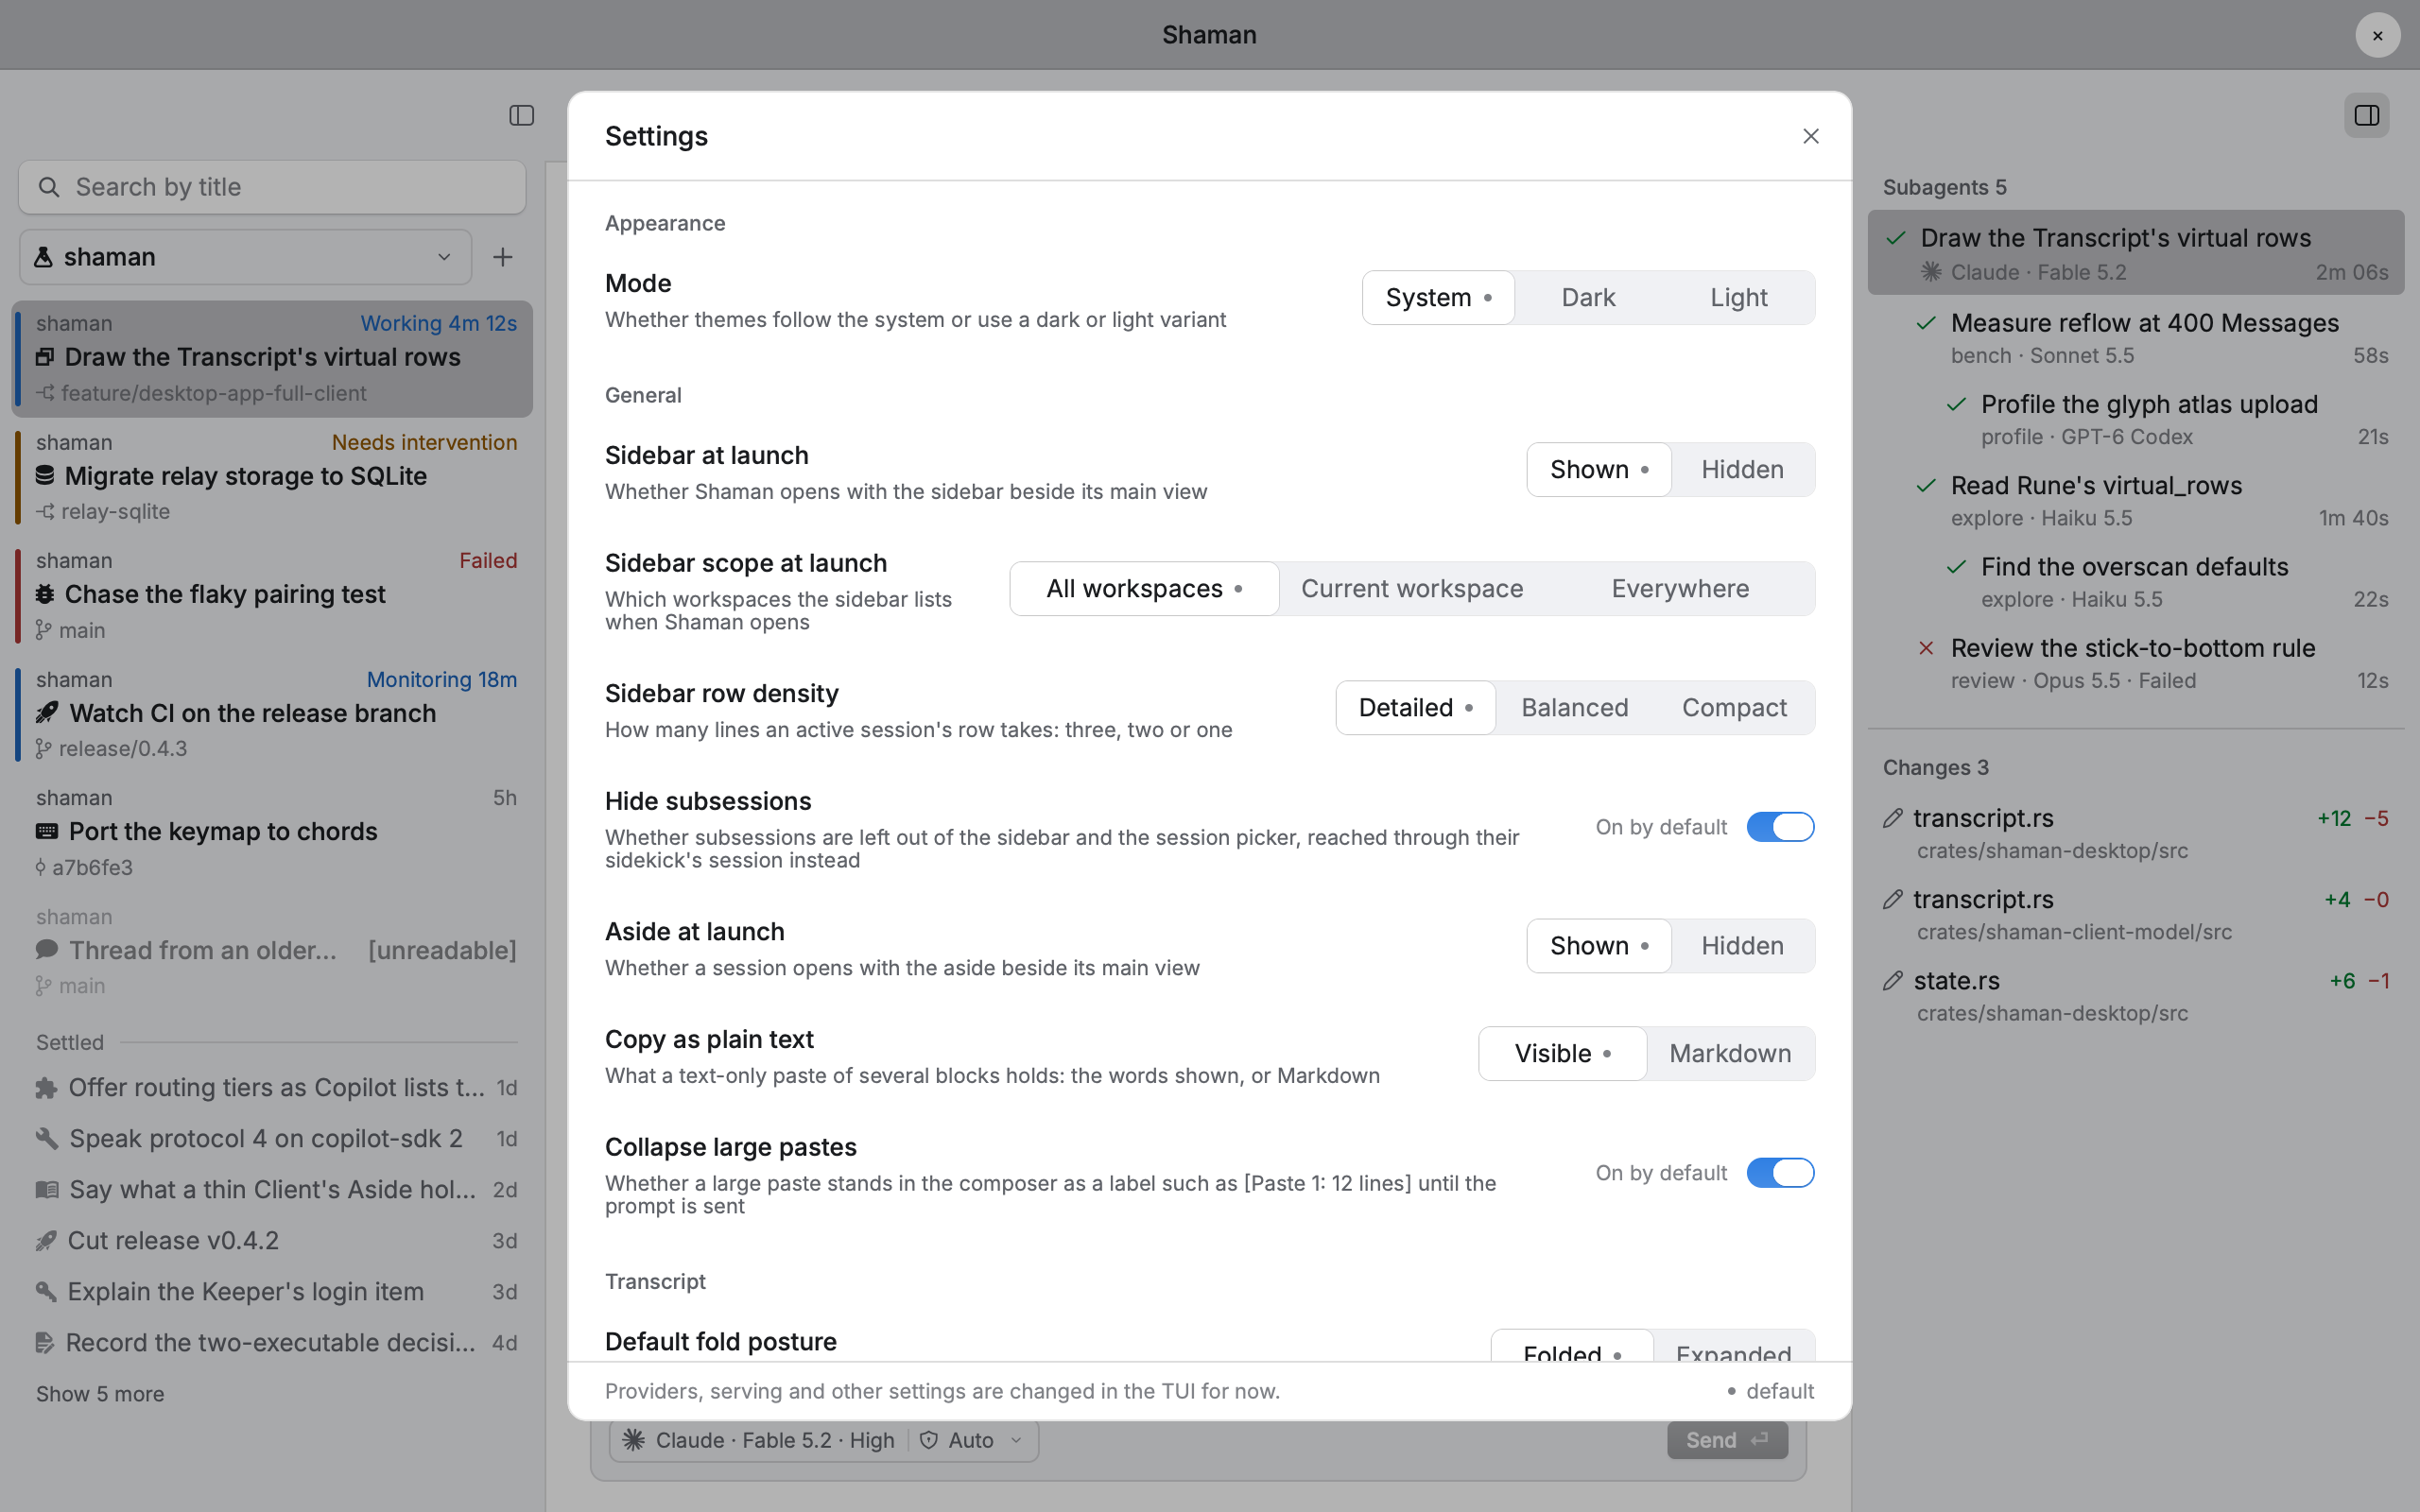 Shaman
Search by title
shaman
shaman Working 4m 12s
Draw the Transcript's virtual rows
feature/desktop-app-full-client
shaman Needs intervention
Migrate relay storage to SQLite
relay-sqlite
shaman Failed
Chase the flaky pairing test
main
shaman Monitoring 18m
Watch CI on the release branch
release/0.4.3
shaman 5h
Port the keymap to chords
a7b6fe3
shaman
Thread from an older... [unreadable]
main
Settled
Offer routing tiers as Copilot lists t... 1d
Speak protocol 4 on copilot-sdk 2 1d
Say what a thin Client's Aside hol... 2d
Cut release v0.4.2 3d
Explain the Keeper's login item 3d
Record the two-executable decisi... 4d
Show 5 more
Settings
Appearance
Mode
Whether themes follow the system or use a dark or light variant
System • Dark Light
General
Sidebar at launch
Whether Shaman opens with the sidebar beside its main view
Shown • Hidden
Sidebar scope at launch
Which workspaces the sidebar lists
when Shaman opens
All workspaces • Current workspace Everywhere
Sidebar row density
How many lines an active session's row takes: three, two or one
Detailed • Balanced Compact
Hide subsessions
Whether subsessions are left out of the sidebar and the session picker, reached through their
sidekick's session instead
On by default
Aside at launch
Whether a session opens with the aside beside its main view
Shown • Hidden
Copy as plain text
What a text-only paste of several blocks holds: the words shown, or Markdown
Visible • Markdown
Collapse large pastes
Whether a large paste stands in the composer as a label such as [Paste 1: 12 lines] until the
prompt is sent
On by default
Transcript
Default fold posture
Folded • Expanded
Providers, serving and other settings are changed in the TUI for now.
• default
Claude · Fable 5.2 · High Auto
Send
Subagents 5
Draw the Transcript's virtual rows
Claude · Fable 5.2 2m 06s
Measure reflow at 400 Messages
bench · Sonnet 5.5 58s
Profile the glyph atlas upload
profile · GPT-6 Codex 21s
Read Rune's virtual_rows
explore · Haiku 5.5 1m 40s
Find the overscan defaults
explore · Haiku 5.5 22s
Review the stick-to-bottom rule
review · Opus 5.5 · Failed 12s
Changes 3
transcript.rs +12 −5
crates/shaman-desktop/src
transcript.rs +4 −0
crates/shaman-client-model/src
state.rs +6 −1
crates/shaman-desktop/src